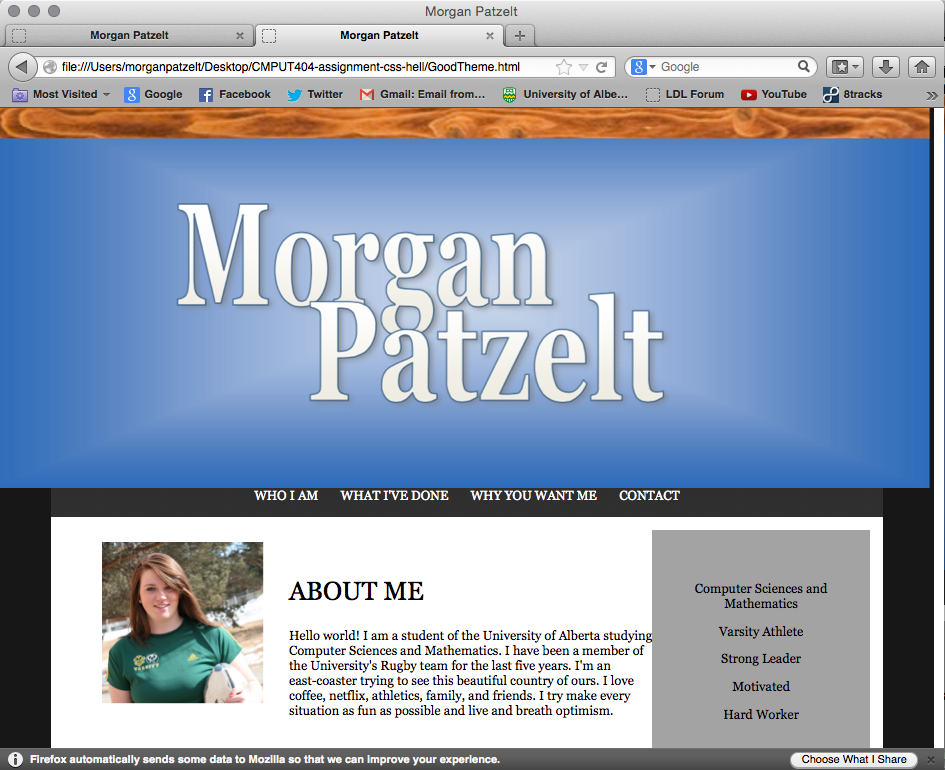 Morgan Patzelt
Morgan Patzelt
Morgan Patzelt
file:///Users/morganpatzelt/Desktop/CMPUT404-assignment-css-hell/GoodTheme.html
Google
Most Visited
Google
Facebook
Twitter
Gmail: Email from...
University of Albe...
LDL Forum
YouTube
8tracks
Morgan
Patzelt
WHO I AM
WHAT I'VE DONE
WHY YOU WANT ME
CONTACT
ABOUT ME
Hello world! I am a student of the University of Alberta studying
Computer Sciences and Mathematics. I have been a member of
the University's Rugby team for the last five years. I'm an
east-coaster trying to see this beautiful country of ours. I love
coffee, netflix, athletics, family, and friends. I try make every
situation as fun as possible and live and breath optimism.
Computer Sciences and
Mathematics
Varsity Athlete
Strong Leader
Motivated
Hard Worker
Firefox automatically sends some data to Mozilla so that we can improve your experience.
Choose What I Share